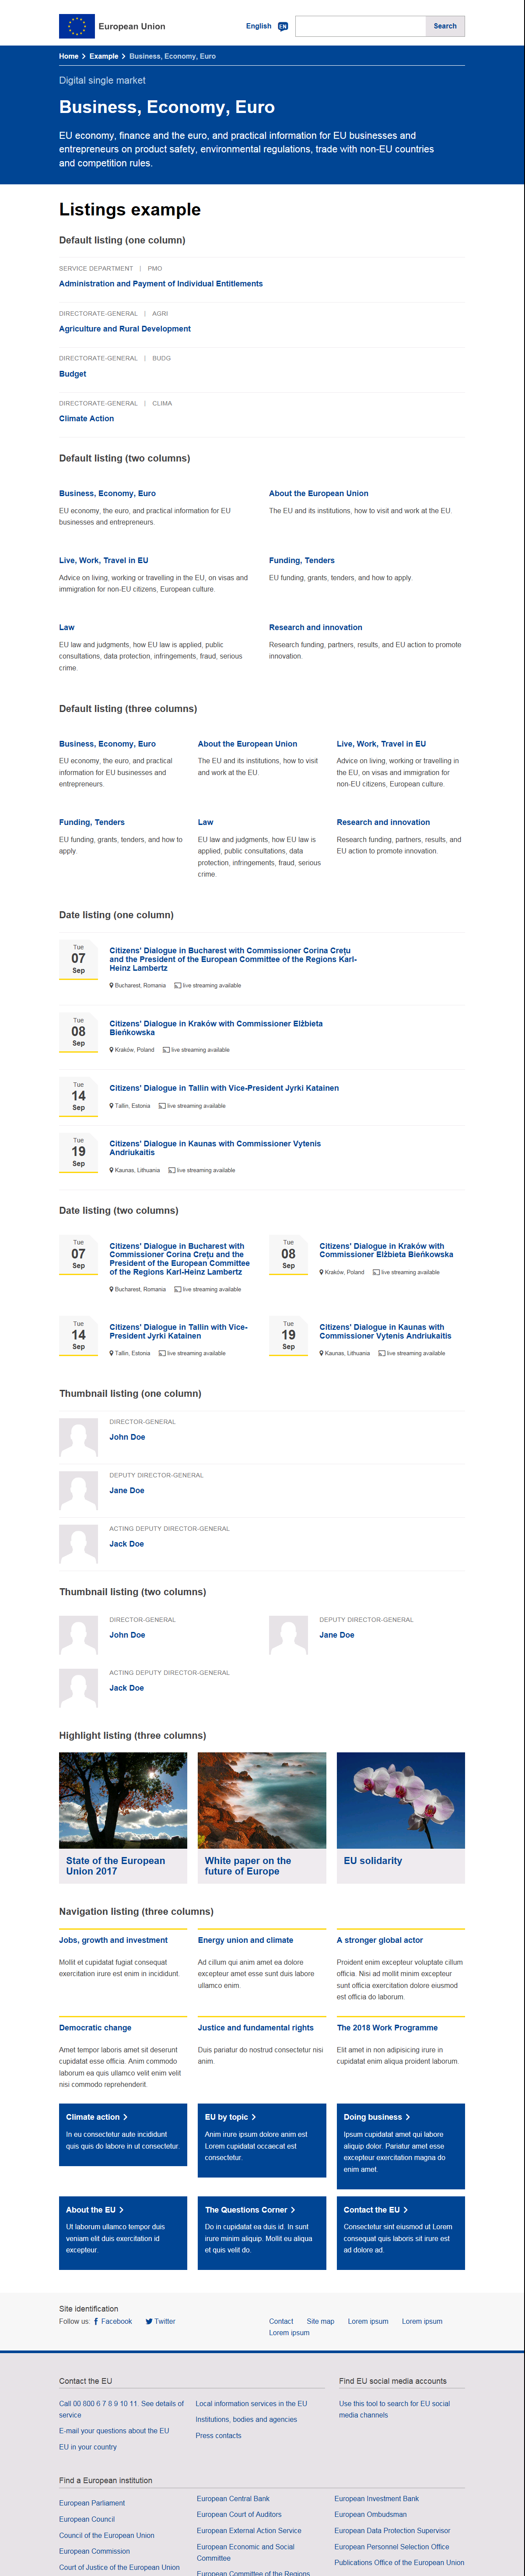 European Union
English EN Search
Home > Example > Business, Economy, Euro
Digital single market
Business, Economy, Euro
EU economy, finance and the euro, and practical information for EU businesses and
entrepreneurs on product safety, environmental regulations, trade with non-EU countries
and competition rules.
Listings example
Default listing (one column)
SERVICE DEPARTMENT | PMO
Administration and Payment of Individual Entitlements
DIRECTORATE-GENERAL | AGRI
Agriculture and Rural Development
DIRECTORATE-GENERAL | BUDG
Budget
DIRECTORATE-GENERAL | CLIMA
Climate Action
Default listing (two columns)
Business, Economy, Euro
EU economy, the euro, and practical information for EU
businesses and entrepreneurs.
About the European Union
The EU and its institutions, how to visit and work at the EU.
Live, Work, Travel in EU
Advice on living, working or travelling in the EU, on visas and
immigration for non-EU citizens, European culture.
Funding, Tenders
EU funding, grants, tenders, and how to apply.
Law
EU law and judgments, how EU law is applied, public
consultations, data protection, infringements, fraud, serious
crime.
Research and innovation
Research funding, partners, results, and EU action to promote
innovation.
Default listing (three columns)
Business, Economy, Euro
EU economy, the euro, and practical
information for EU businesses and
entrepreneurs.
About the European Union
The EU and its institutions, how to visit
and work at the EU.
Live, Work, Travel in EU
Advice on living, working or travelling in
the EU, on visas and immigration for
non-EU citizens, European culture.
Funding, Tenders
EU funding, grants, tenders, and how to
apply.
Law
EU law and judgments, how EU law is
applied, public consultations, data
protection, infringements, fraud, serious
crime.
Research and innovation
Research funding, partners, results, and
EU action to promote innovation.
Date listing (one column)
Tue
07
Sep
Citizens' Dialogue in Bucharest with Commissioner Corina Crețu
and the President of the European Committee of the Regions Karl-
Heinz Lambertz
Bucharest, Romania live streaming available
Tue
08
Sep
Citizens' Dialogue in Kraków with Commissioner Elżbieta
Bieńkowska
Kraków, Poland live streaming available
Tue
14
Sep
Citizens' Dialogue in Tallin with Vice-President Jyrki Katainen
Tallin, Estonia live streaming available
Tue
19
Sep
Citizens' Dialogue in Kaunas with Commissioner Vytenis
Andriukaitis
Kaunas, Lithuania live streaming available
Date listing (two columns)
Tue
07
Sep
Citizens' Dialogue in Bucharest with
Commissioner Corina Crețu and the
President of the European Committee
of the Regions Karl-Heinz Lambertz
Bucharest, Romania live streaming available
Tue
08
Sep
Citizens' Dialogue in Kraków with
Commissioner Elżbieta Bieńkowska
Kraków, Poland live streaming available
Tue
14
Sep
Citizens' Dialogue in Tallin with Vice-
President Jyrki Katainen
Tallin, Estonia live streaming available
Tue
19
Sep
Citizens' Dialogue in Kaunas with
Commissioner Vytenis Andriukaitis
Kaunas, Lithuania live streaming available
Thumbnail listing (one column)
DIRECTOR-GENERAL
John Doe
DEPUTY DIRECTOR-GENERAL
Jane Doe
ACTING DEPUTY DIRECTOR-GENERAL
Jack Doe
Thumbnail listing (two columns)
DIRECTOR-GENERAL
John Doe
DEPUTY DIRECTOR-GENERAL
Jane Doe
ACTING DEPUTY DIRECTOR-GENERAL
Jack Doe
Highlight listing (three columns)
State of the European
Union 2017
White paper on the
future of Europe
EU solidarity
Navigation listing (three columns)
Jobs, growth and investment
Mollit et cupidatat fugiat consequat
exercitation irure est enim in incididunt.
Energy union and climate
Ad cillum qui anim amet ea dolore
excepteur amet esse sunt duis labore
ullamco enim.
A stronger global actor
Proident enim excepteur voluptate cillum
officia. Nisi ad mollit minim excepteur
sunt officia exercitation dolore eiusmod
est officia do laborum.
Democratic change
Amet tempor laboris amet sit deserunt
cupidatat esse officia. Anim commodo
laborum ea quis ullamco velit enim velit
nisi commodo reprehenderit.
Justice and fundamental rights
Duis pariatur do nostrud consectetur nisi
anim.
The 2018 Work Programme
Elit amet in non adipisicing irure in
cupidatat enim aliqua proident laborum.
Climate action >
In eu consectetur aute incididunt
quis quis do labore in ut consectetur.
EU by topic >
Anim irure ipsum dolore anim est
Lorem cupidatat occaecat est
consectetur.
Doing business >
Ipsum cupidatat amet qui labore
aliquip dolor. Pariatur amet esse
excepteur exercitation magna do
enim amet.
About the EU >
Ut laborum ullamco tempor duis
veniam elit duis exercitation id
excepteur.
The Questions Corner >
Do in cupidatat ea duis id. In sunt
irure minim aliquip. Mollit eu aliqua
et quis velit do.
Contact the EU >
Consectetur sint eiusmod ut Lorem
consequat quis laboris sit irure est
ad dolore ad.
Site identification
Follow us: Facebook Twitter
Contact Site map Lorem ipsum Lorem ipsum
Lorem ipsum
Contact the EU
Call 00 800 6 7 8 9 10 11. See details of
service
E-mail your questions about the EU
EU in your country
Local information services in the EU
Institutions, bodies and agencies
Press contacts
Find EU social media accounts
Use this tool to search for EU social
media channels
Find a European institution
European Parliament
European Council
Council of the European Union
European Commission
Court of Justice of the European Union
European Central Bank
European Court of Auditors
European External Action Service
European Economic and Social
Committee
European Committee of the Regions
European Investment Bank
European Ombudsman
European Data Protection Supervisor
European Personnel Selection Office
Publications Office of the European Union